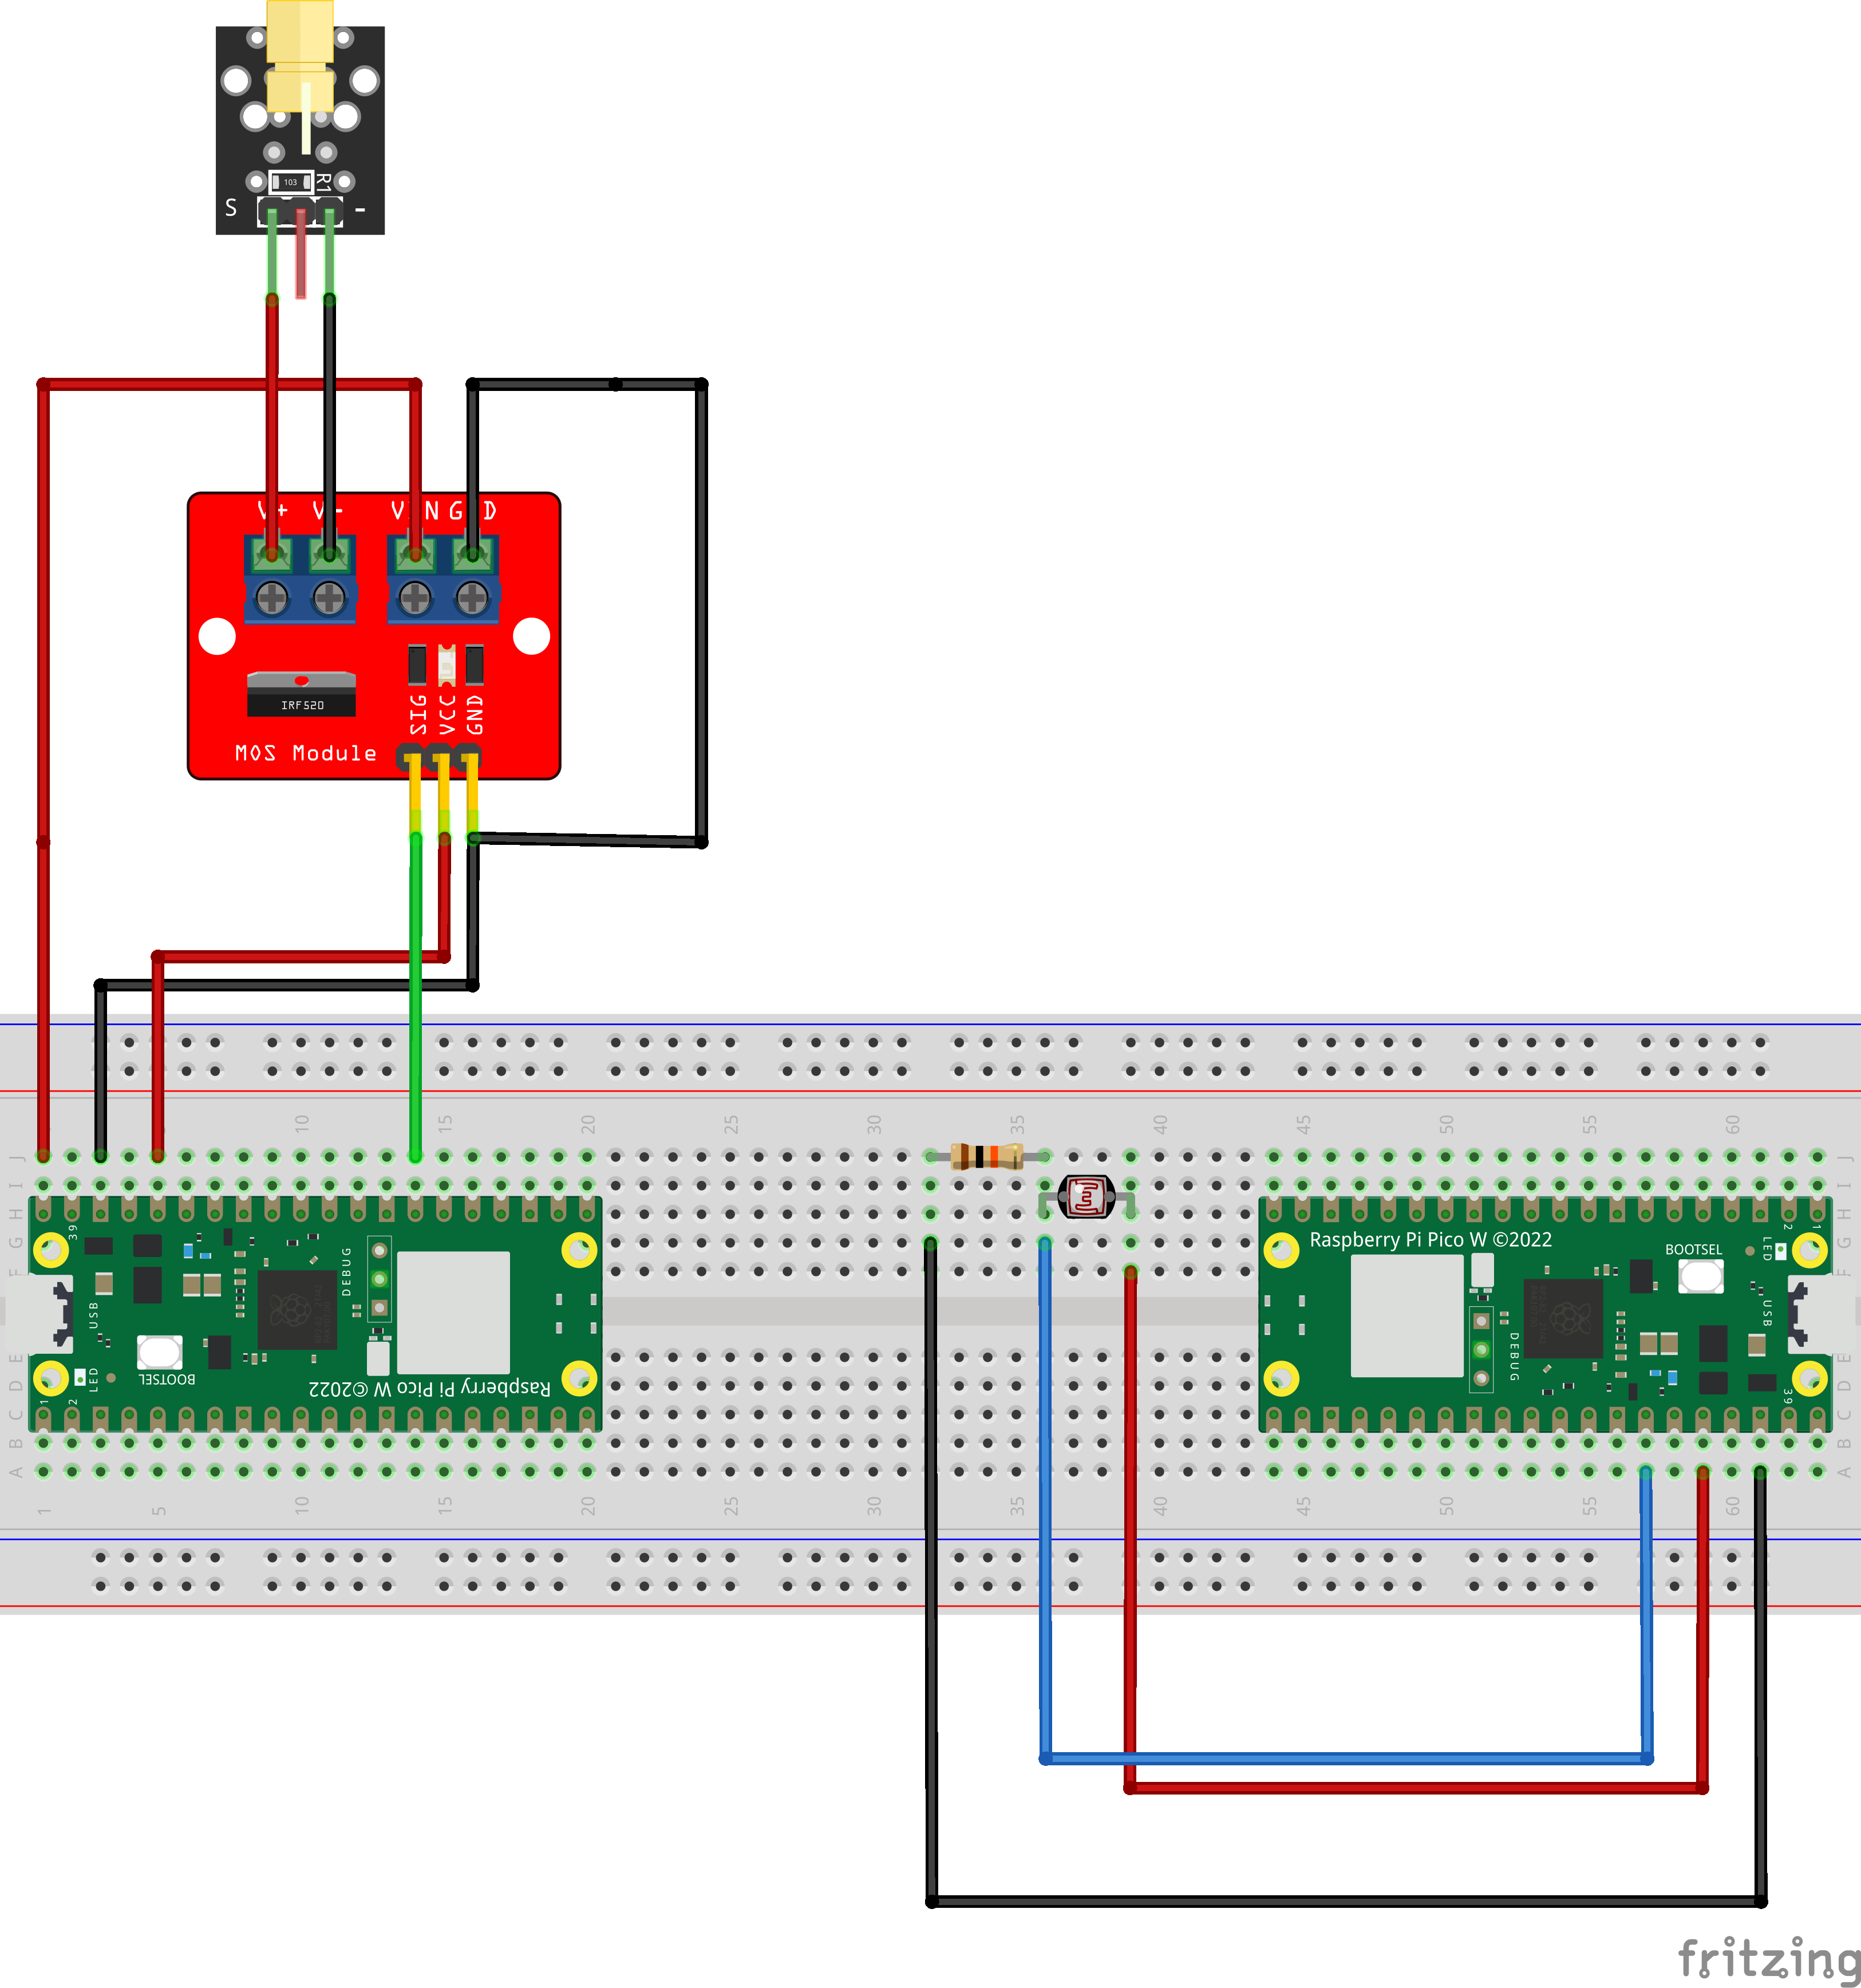 103
R1
S
-
V+ V- VIN GND
IRF520
SIG
VCC
GND
MOS Module
10 15 20 25 30 35 40 45 50 55 60
J J
I I
H H
G G
F F
E E
D D
C C
B B
A A
39
DEBUG
USB
LED
BOOTSEL
Raspberry Pi Pico W ©2022
1
2
Raspberry Pi Pico W ©2022
BOOTSEL
LED
2
1
USB
DEBUG
39
1 5 10 15 20 25 30 35 40 45 50 55 60
fritzing